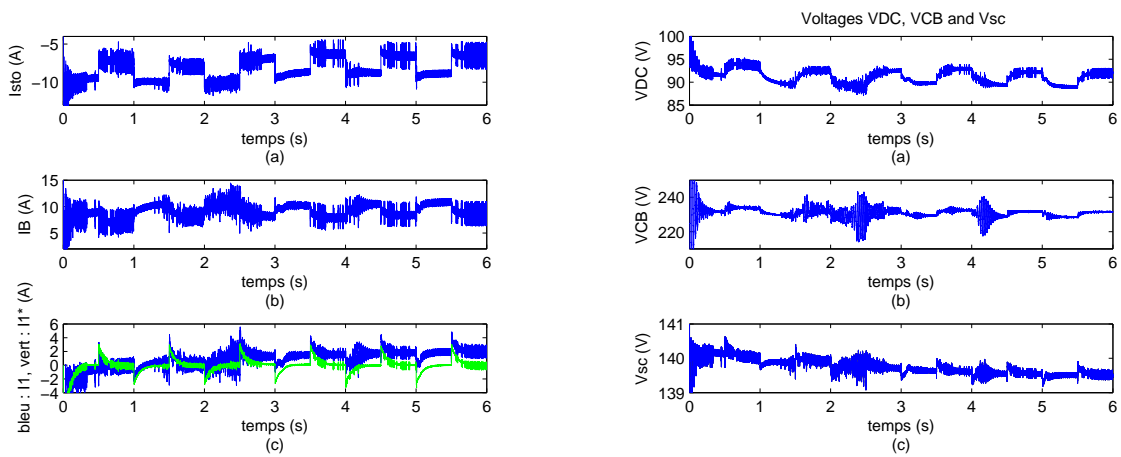 Isto (A)
−5
−10
0 1 2 3 4 5 6
temps (s)
(a)
IB (A)
15
10
5
0 1 2 3 4 5 6
temps (s)
(b)
bleu : I1, vert : I1* (A)
6
4
2
0
−2
−4
0 1 2 3 4 5 6
temps (s)
(c)
Voltages VDC, VCB and Vsc
VDC (V)
100
95
90
85
0 1 2 3 4 5 6
temps (s)
(a)
VCB (V)
240
220
0 1 2 3 4 5 6
temps (s)
(b)
Vsc (V)
141
140
139
0 1 2 3 4 5 6
temps (s)
(c)